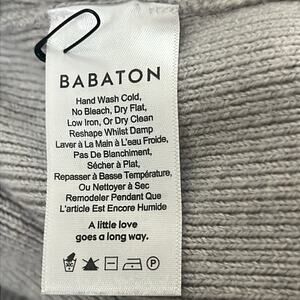 BABATON
Hand Wash Cold,
No Bleach, Dry Flat,
Low Iron, Or Dry Clean
Reshape Whilst Damp
Laver à La Main à L'eau Froide,
Pas De Blanchiment,
Sécher à Plat,
Repasser à Basse Température,
Ou Nettoyer à Sec
Remodeler Pendant Que
L'article Est Encore Humide
A little love
goes a long way.
P